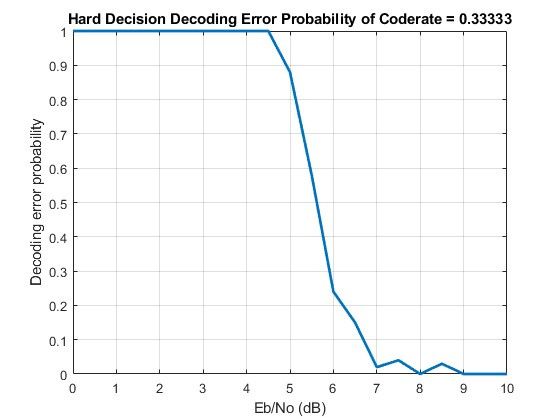 Hard Decision Decoding Error Probability of Coderate = 0.33333
1
0.9
0.8
0.7
0.6
0.5
0.4
0.3
0.2
0.1
0
Decoding error probability
0 1 2 3 4 5 6 7 8 9 10
Eb/No (dB)